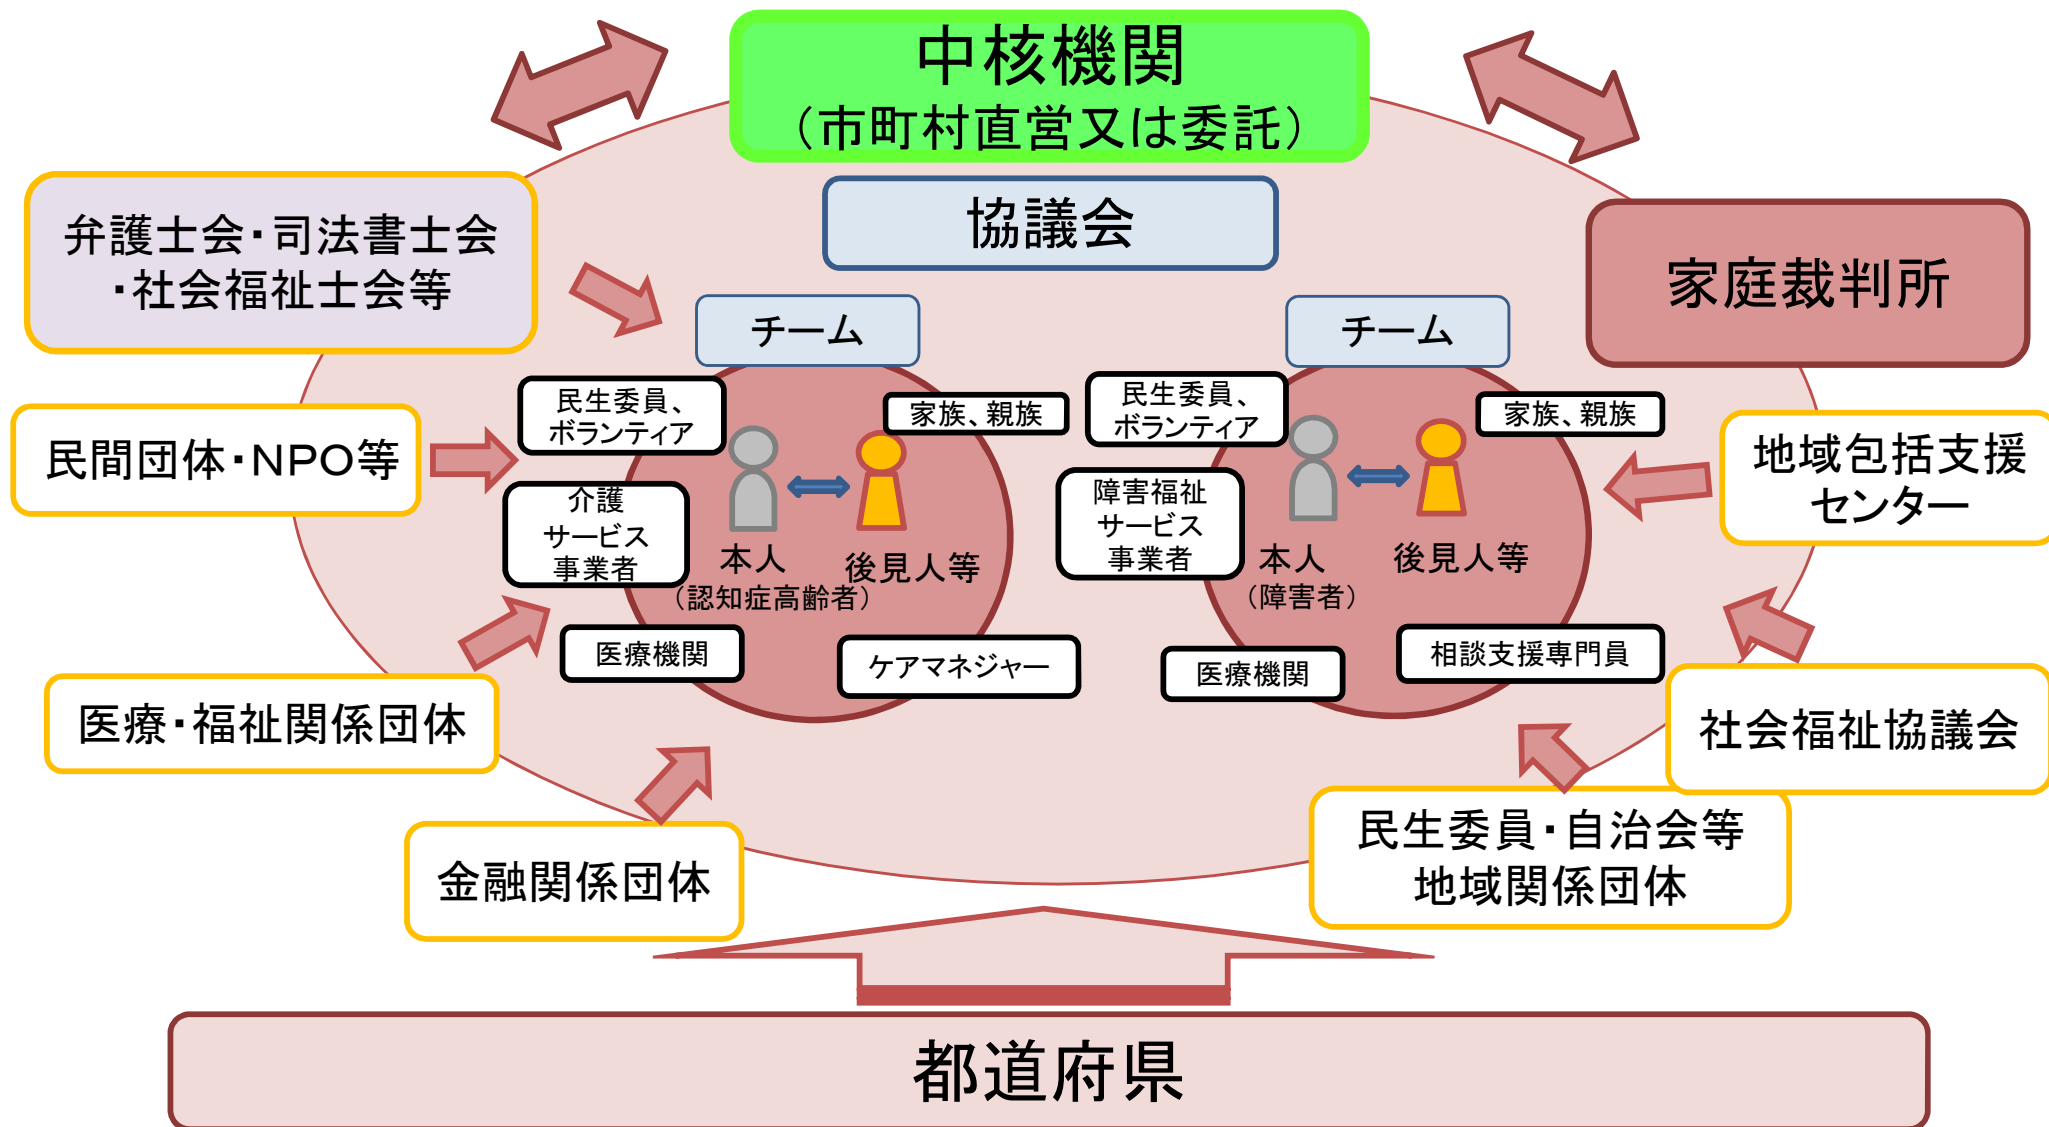 中核機関
（市町村直営又は委託）
協議会
弁護士会・司法書士会
・社会福祉士会等
家庭裁判所
チーム
民生委員、
ボランティア
家族、親族
介護
サービス
事業者
本人
（認知症高齢者）
後見人等
医療機関
ケアマネジャー
チーム
民生委員、
ボランティア
家族、親族
障害福祉
サービス
事業者
本人
（障害者）
後見人等
医療機関
相談支援専門員
民間団体・NPO等
地域包括支援
センター
医療・福祉関係団体
社会福祉協議会
金融関係団体
民生委員・自治会等
地域関係団体
都道府県